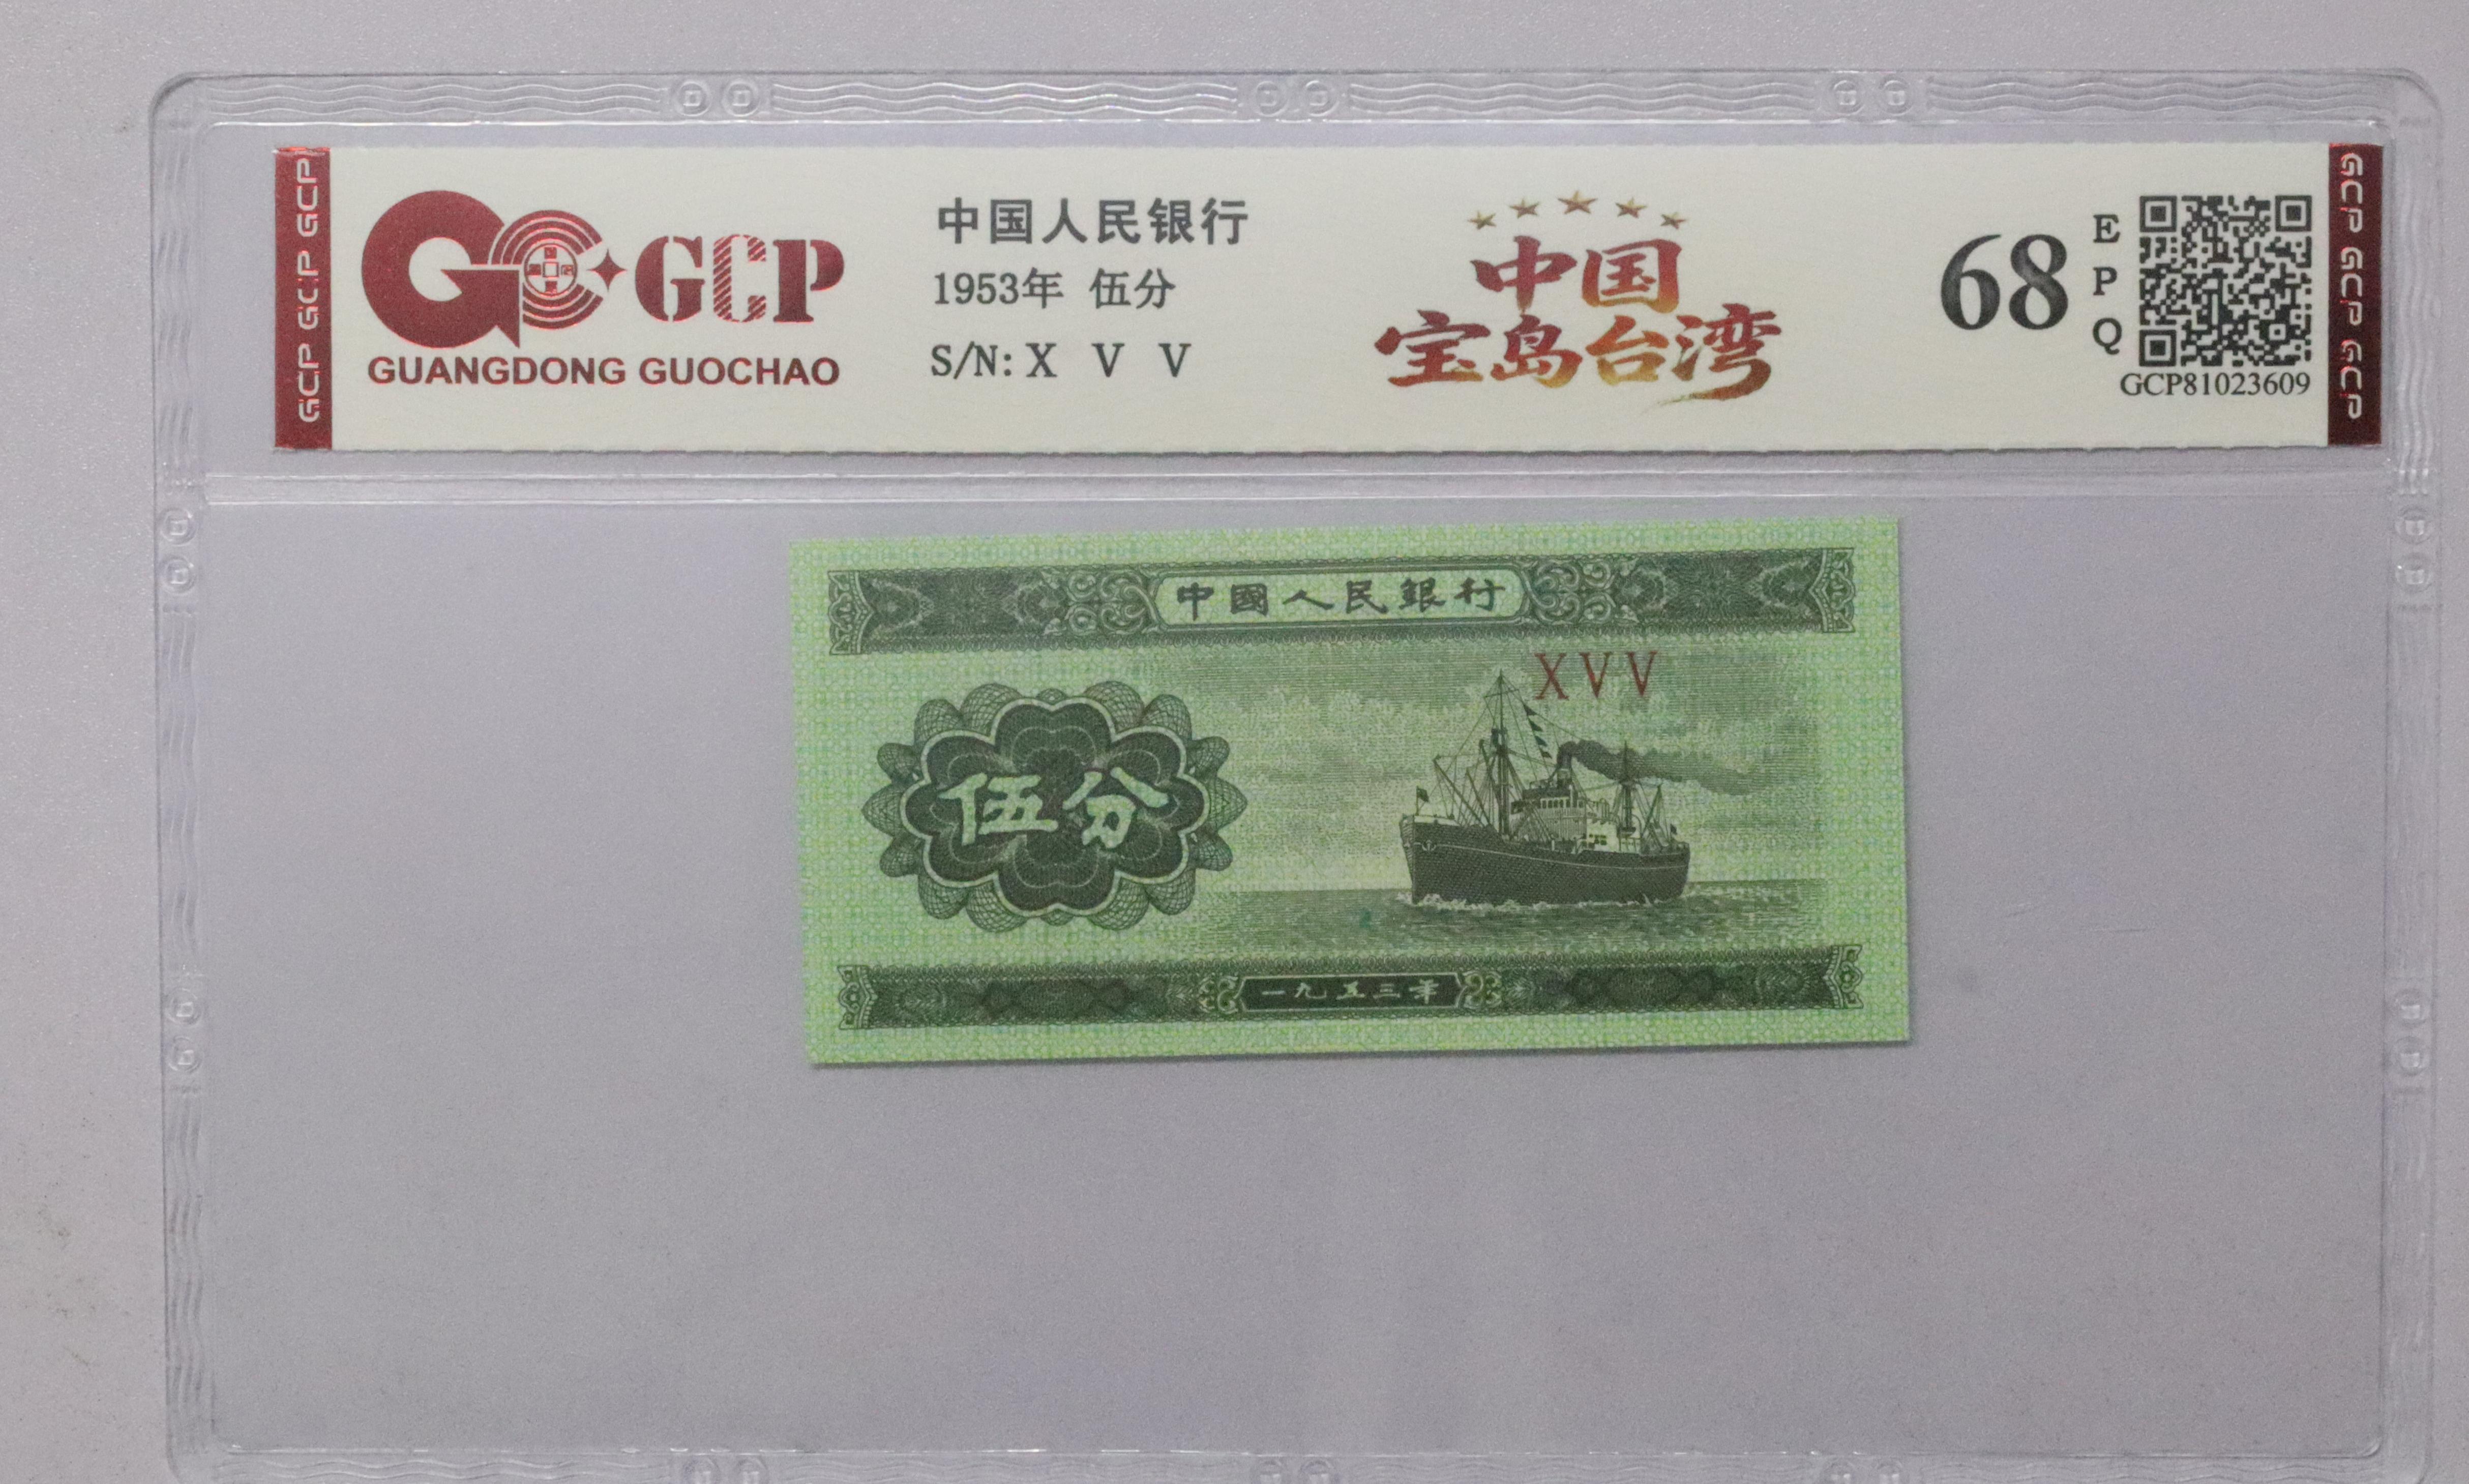 GCP GCP GCP
GCP
GUANGDONG GUOCHAO
中国人民银行
1953年 伍分
S/N: X V V
中国
宝岛台湾
68
E
P
Q
GCP81023609
GCP GCP GCP
中國人民銀行
XVV
伍分
一九五三年